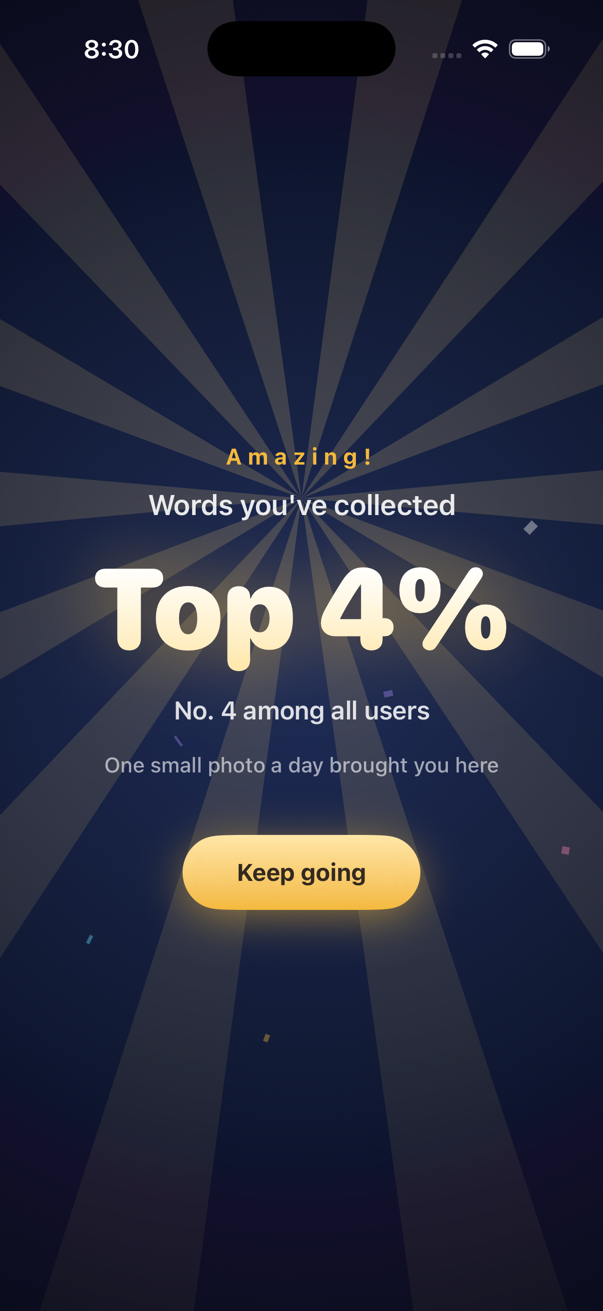 8:30
Amazing!
Words you've collected
Top 4%
No. 4 among all users
One small photo a day brought you here
Keep going